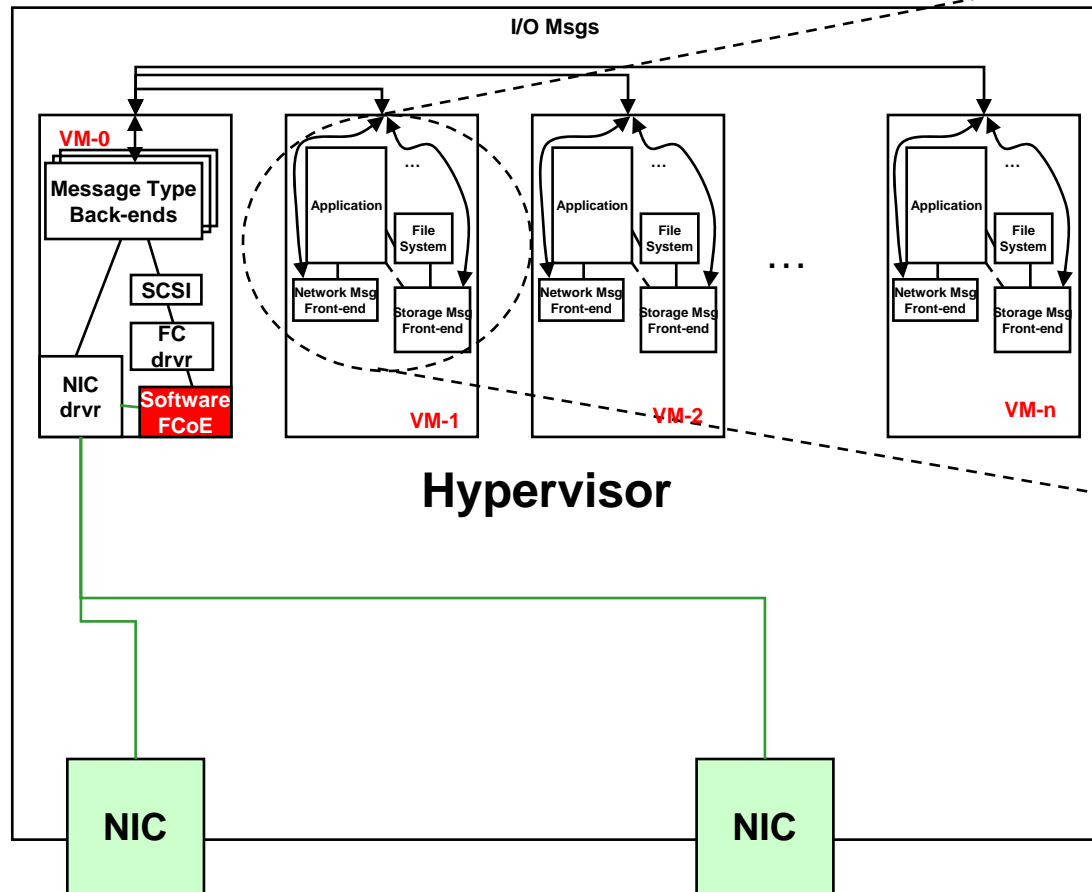 I/O Msgs
VM-0
Message Type
Back-ends
SCSI
FC
drvr
NIC
drvr
Software
FCoE
...
Application
File
System
Network Msg
Front-end
Storage Msg
Front-end
VM-1
...
Application
File
System
Network Msg
Front-end
Storage Msg
Front-end
VM-2
...
...
Application
File
System
Network Msg
Front-end
Storage Msg
Front-end
VM-n
Hypervisor
NIC
NIC